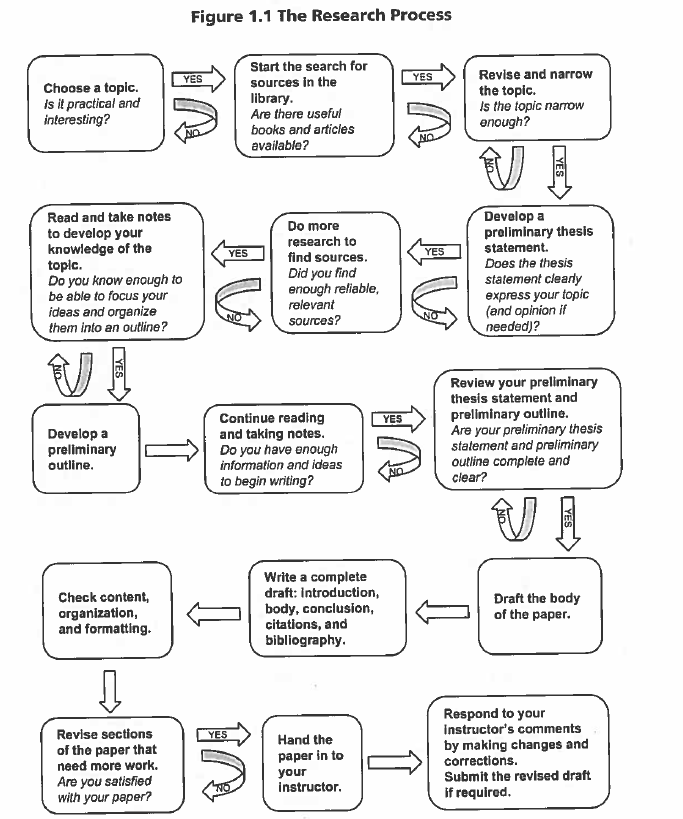 Figure 1.1 The Research Process
Choose a topic.
Is it practical and
interesting?
YES
NO
Start the search for
sources in the
library.
Are there useful
books and articles
available?
YES
NO
Revise and narrow
the topic.
Is the topic narrow
enough?
NO
YES
Develop a
preliminary thesis
statement.
Does the thesis
statement clearly
express your topic
(and opinion if
needed)?
YES
NO
Do more
research to
find sources.
Did you find
enough reliable,
relevant
sources?
YES
NO
Read and take notes
to develop your
knowledge of the
topic.
Do you know enough to
be able to focus your
ideas and organize
them into an outline?
NO
YES
Develop a
preliminary
outline.
Continue reading
and taking notes.
Do you have enough
information and ideas
to begin writing?
YES
NO
Review your preliminary
thesis statement and
preliminary outline.
Are your preliminary thesis
statement and preliminary
outline complete and
clear?
NO
YES
Draft the body
of the paper.
Write a complete
draft: introduction,
body, conclusion,
citations, and
bibliography.
Check content,
organization,
and formatting.
Revise sections
of the paper that
need more work.
Are you satisfied
with your paper?
YES
NO
Hand the
paper in to
your
instructor.
Respond to your
instructor's comments
by making changes and
corrections.
Submit the revised draft
if required.